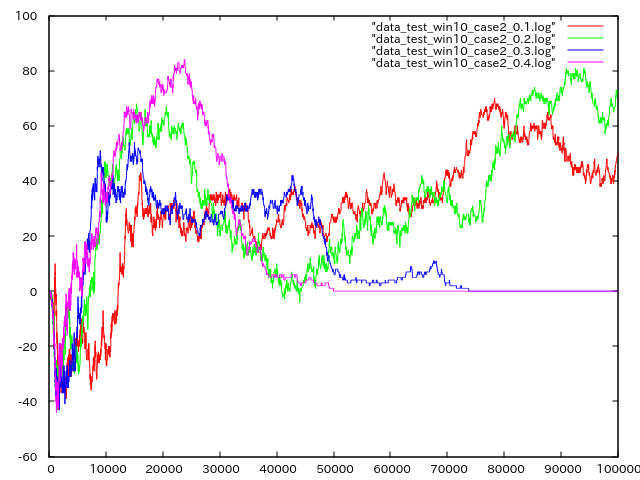 100
"data_test_win10_case2_0.1.log"
"data_test_win10_case2_0.2.log"
"data_test_win10_case2_0.3.log"
"data_test_win10_case2_0.4.log"
80
60
40
20
0
-20
-40
-60
0 10000 20000 30000 40000 50000 60000 70000 80000 90000 100000